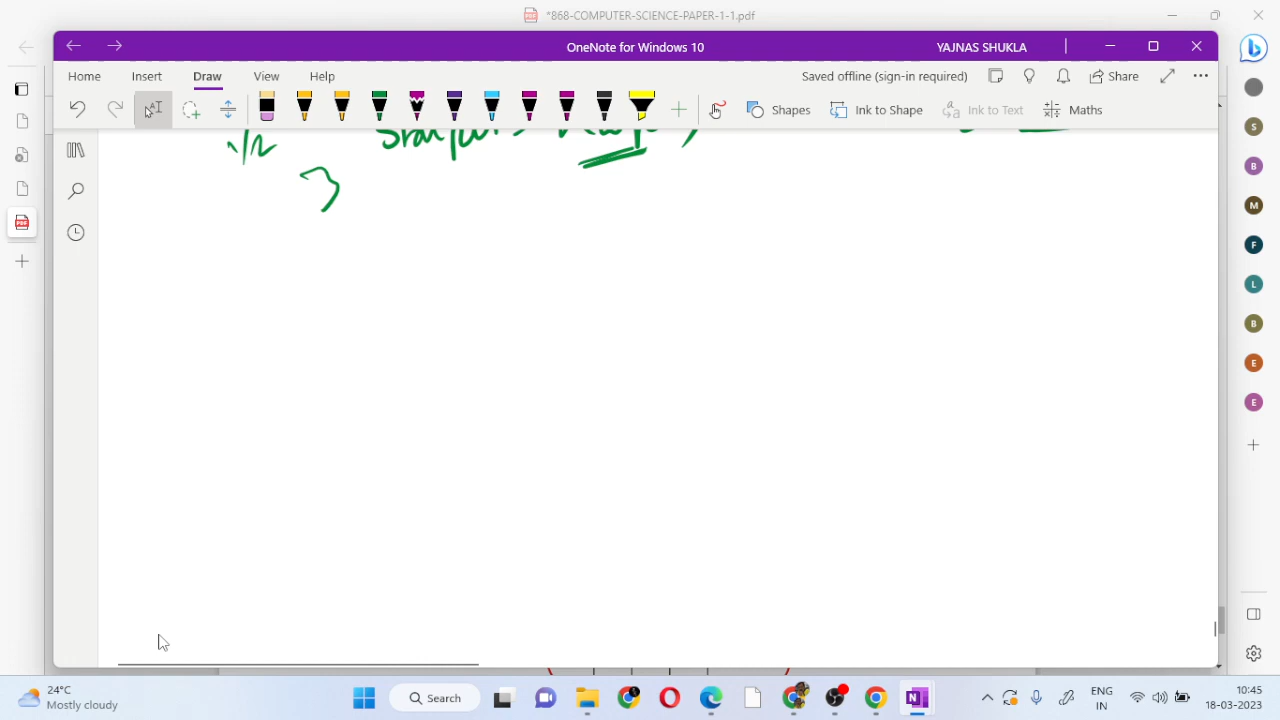 *868-COMPUTER-SCIENCE-PAPER-1-1.pdf
OneNote for Windows 10
YAJNAS SHUKLA
Home
Insert
Draw
View
Help
Saved offline (sign-in required)
Share
Shapes
Ink to Shape
Ink to Text
Maths
1/2
S
B
M
F
L
B
E
E
24°C
Mostly cloudy
Search
ENG
IN
10:45
18-03-2023